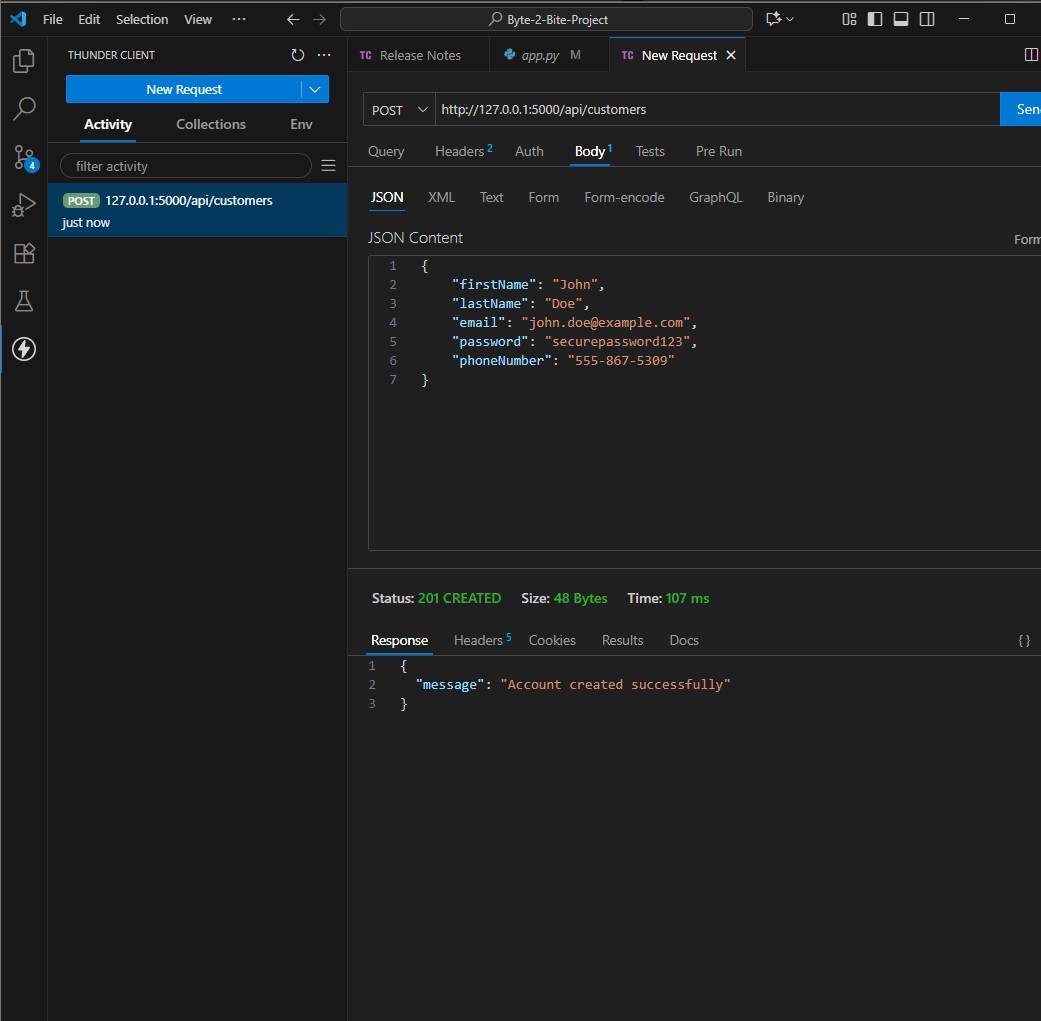 File Edit Selection View ··· Byte-2-Bite-Project
THUNDER CLIENT
New Request
Activity Collections Env
filter activity
POST 127.0.0.1:5000/api/customers
just now
4
TC Release Notes app.py M TC New Request
POST http://127.0.0.1:5000/api/customers Sen
Query Headers 2 Auth Body 1 Tests Pre Run
JSON XML Text Form Form-encode GraphQL Binary
JSON Content Form
1 {
2 "firstName": "John",
3 "lastName": "Doe",
4 "email": "john.doe@example.com",
5 "password": "securepassword123",
6 "phoneNumber": "555-867-5309"
7 }
Status: 201 CREATED Size: 48 Bytes Time: 107 ms
Response Headers 5 Cookies Results Docs { }
1 {
2 "message": "Account created successfully"
3 }